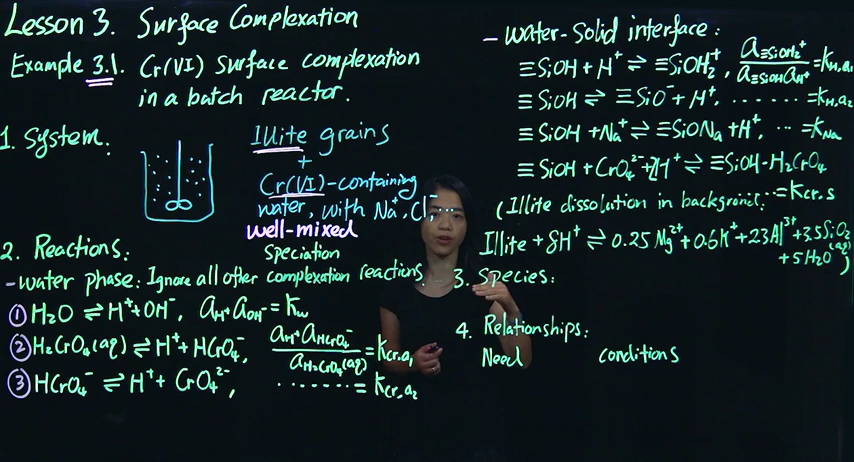 Lesson 3. Surface Complexation
Example 3.1. Cr(VI) Surface complexation
in a batch reactor.
1. System:
Illite grains
+
Cr(VI)-containing
water, with Na⁺, Cl⁻, ...
well-mixed
2. Reactions:
Speciation
-water phase: Ignore all other complexation reactions.
① H₂O ⇌ H⁺+OH⁻, a_H⁺ a_OH⁻ = K_w
② H₂CrO₄(aq) ⇌ H⁺+ HCrO₄⁻, a_H⁺ a_HCrO₄⁻ / a_H₂CrO₄(aq) = K_Cr,a₁
③ HCrO₄⁻ ⇌ H⁺+ CrO₄²⁻, ........ = K_Cr,a₂
- water-solid interface:
≡SiOH + H⁺ ⇌ ≡SiOH₂⁺, a_≡SiOH₂⁺ / a_≡SiOH a_H⁺ = K_H,a₁
≡SiOH ⇌ ≡SiO⁻ + H⁺, ...... = K_H,a₂
≡SiOH + Na⁺ ⇌ ≡SiONa + H⁺, ... = K_Na
≡SiOH + CrO₄²⁻ + 2H⁺ ⇌ ≡SiOH-H₂CrO₄
... = K_Cr,s
(Illite dissolution in background:
Illite + 8H⁺ ⇌ 0.25 Mg²⁺ + 0.6K⁺ + 2.3Al³⁺ + 3.5SiO₂(aq)
+ 5H₂O )
3. Species:
4. Relationships:
Need conditions